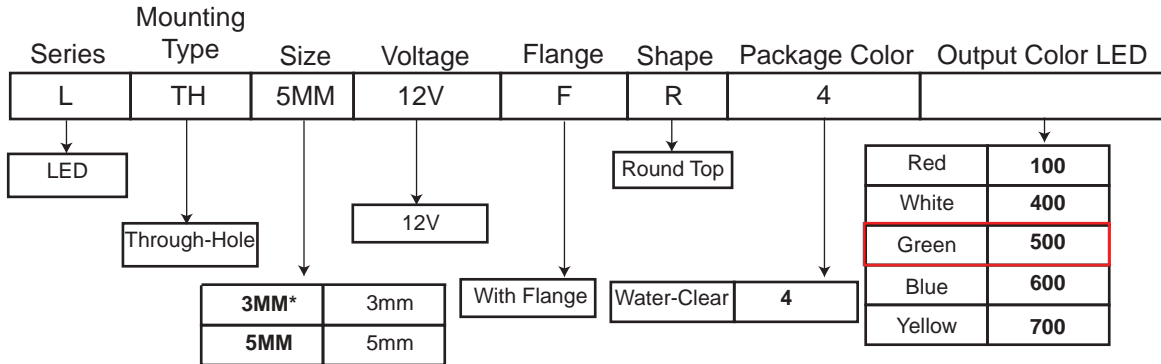 Series Mounting Type Size Voltage Flange Shape Package Color Output Color LED
L TH 5MM 12V F R 4
LED
Through-Hole
3MM* 3mm
5MM 5mm
12V
With Flange
Round Top
Water-Clear 4
Red 100
White 400
Green 500
Blue 600
Yellow 700